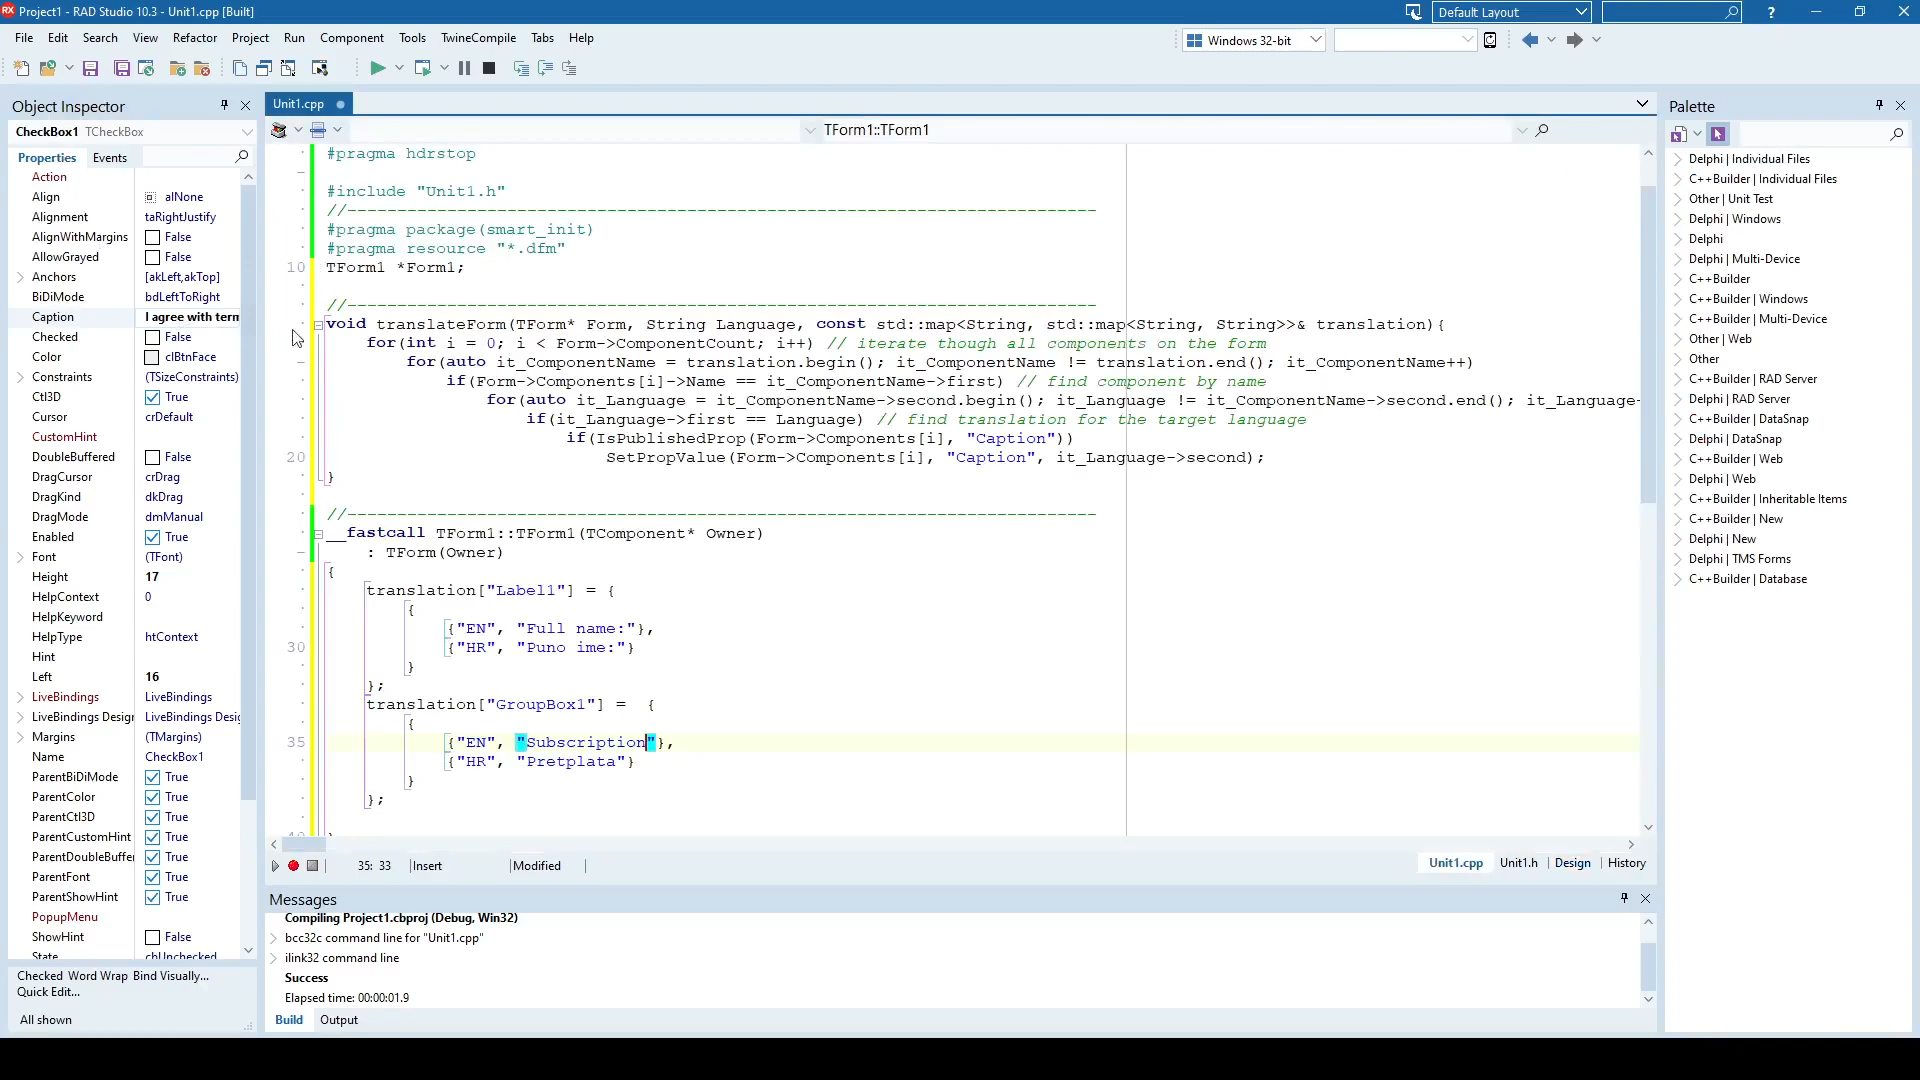 Project1 - RAD Studio 10.3 - Unit1.cpp [Built]
Default Layout
?
File Edit Search View Refactor Project Run Component Tools TwineCompile Tabs Help
Windows 32-bit
Object Inspector
CheckBox1 TCheckBox
Properties Events
Action
Align alNone
Alignment taRightJustify
AlignWithMargins False
AllowGrayed False
Anchors [akLeft,akTop]
BiDiMode bdLeftToRight
Caption I agree with term
Checked False
Color clBtnFace
Constraints (TSizeConstraints)
Ctl3D True
Cursor crDefault
CustomHint
DoubleBuffered False
DragCursor crDrag
DragKind dkDrag
DragMode dmManual
Enabled True
Font (TFont)
Height 17
HelpContext 0
HelpKeyword
HelpType htContext
Hint
Left 16
LiveBindings LiveBindings
LiveBindings Design LiveBindings Desig
Margins (TMargins)
Name CheckBox1
ParentBiDiMode True
ParentColor True
ParentCtl3D True
ParentCustomHint True
ParentDoubleBuffer True
ParentFont True
ParentShowHint True
PopupMenu
ShowHint False
State cbUnchecked
Checked Word Wrap Bind Visually...
Quick Edit...
All shown
Unit1.cpp
TForm1::TForm1
#pragma hdrstop
#include "Unit1.h"
//---------------------------------------------------------------------------
#pragma package(smart_init)
#pragma resource "*.dfm"
10 TForm1 *Form1;
//---------------------------------------------------------------------------
void translateForm(TForm* Form, String Language, const std::map<String, std::map<String, String>>& translation){
for(int i = 0; i < Form->ComponentCount; i++) // iterate though all components on the form
for(auto it_ComponentName = translation.begin(); it_ComponentName != translation.end(); it_ComponentName++)
if(Form->Components[i]->Name == it_ComponentName->first) // find component by name
for(auto it_Language = it_ComponentName->second.begin(); it_Language != it_ComponentName->second.end(); it_Language-
if(it_Language->first == Language) // find translation for the target language
if(IsPublishedProp(Form->Components[i], "Caption"))
20 SetPropValue(Form->Components[i], "Caption", it_Language->second);
}
//---------------------------------------------------------------------------
__fastcall TForm1::TForm1(TComponent* Owner)
: TForm(Owner)
{
translation["Label1"] = {
{
{"EN", "Full name:"},
30 {"HR", "Puno ime:"}
}
};
translation["GroupBox1"] = {
{
35 {"EN", "Subscription"},
{"HR", "Pretplata"}
}
};
40 }
35: 33 Insert Modified
Unit1.cpp Unit1.h Design History
Messages
Compiling Project1.cbproj (Debug, Win32)
bcc32c command line for "Unit1.cpp"
ilink32 command line
Success
Elapsed time: 00:00:01.9
Build Output
Palette
Delphi | Individual Files
C++Builder | Individual Files
Other | Unit Test
Delphi | Windows
Delphi
Delphi | Multi-Device
C++Builder
C++Builder | Windows
C++Builder | Multi-Device
Other | Web
Other
Delphi | RAD Server
C++Builder | RAD Server
C++Builder | DataSnap
Delphi | DataSnap
C++Builder | Web
Delphi | Web
C++Builder | Inheritable Items
C++Builder | New
Delphi | New
Delphi | TMS Forms
C++Builder | Database